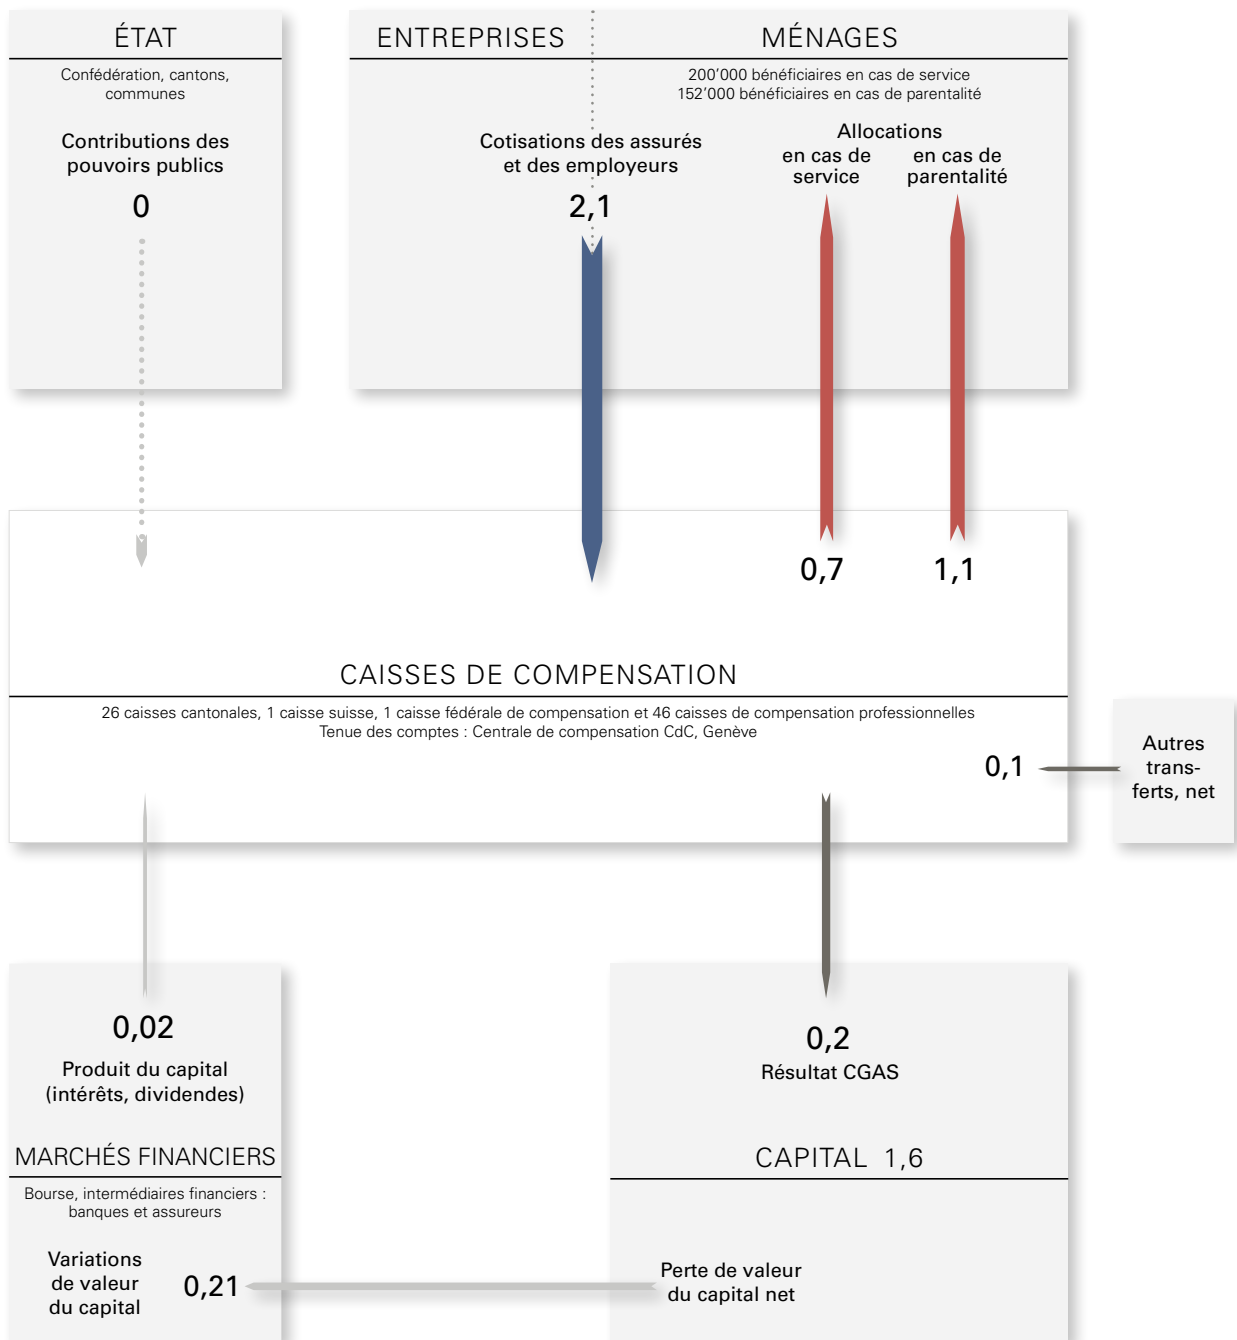 ÉTAT
Confédération, cantons,
communes
Contributions des
pouvoirs publics
0
ENTREPRISES
MÉNAGES
200'000 bénéficiaires en cas de service
152'000 bénéficiaires en cas de parentalité
Cotisations des assurés
et des employeurs
2,1
Allocations
en cas de
service
en cas de
parentalité
0,7
1,1
CAISSES DE COMPENSATION
26 caisses cantonales, 1 caisse suisse, 1 caisse fédérale de compensation et 46 caisses de compensation professionnelles
Tenue des comptes : Centrale de compensation CdC, Genève
0,1
Autres
trans-
ferts, net
0,02
Produit du capital
(intérêts, dividendes)
MARCHÉS FINANCIERS
Bourse, intermédiaires financiers :
banques et assureurs
Variations
de valeur
du capital
0,21
0,2
Résultat CGAS
CAPITAL 1,6
Perte de valeur
du capital net